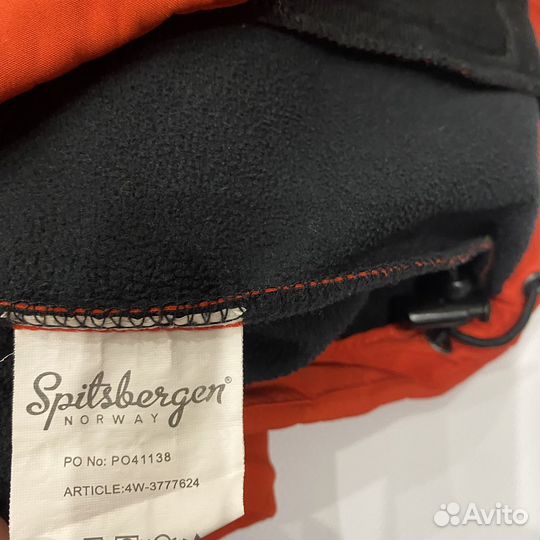 Spitsbergen®
NORWAY
PO No: PO41138
ARTICLE:4W-3777624
Avito